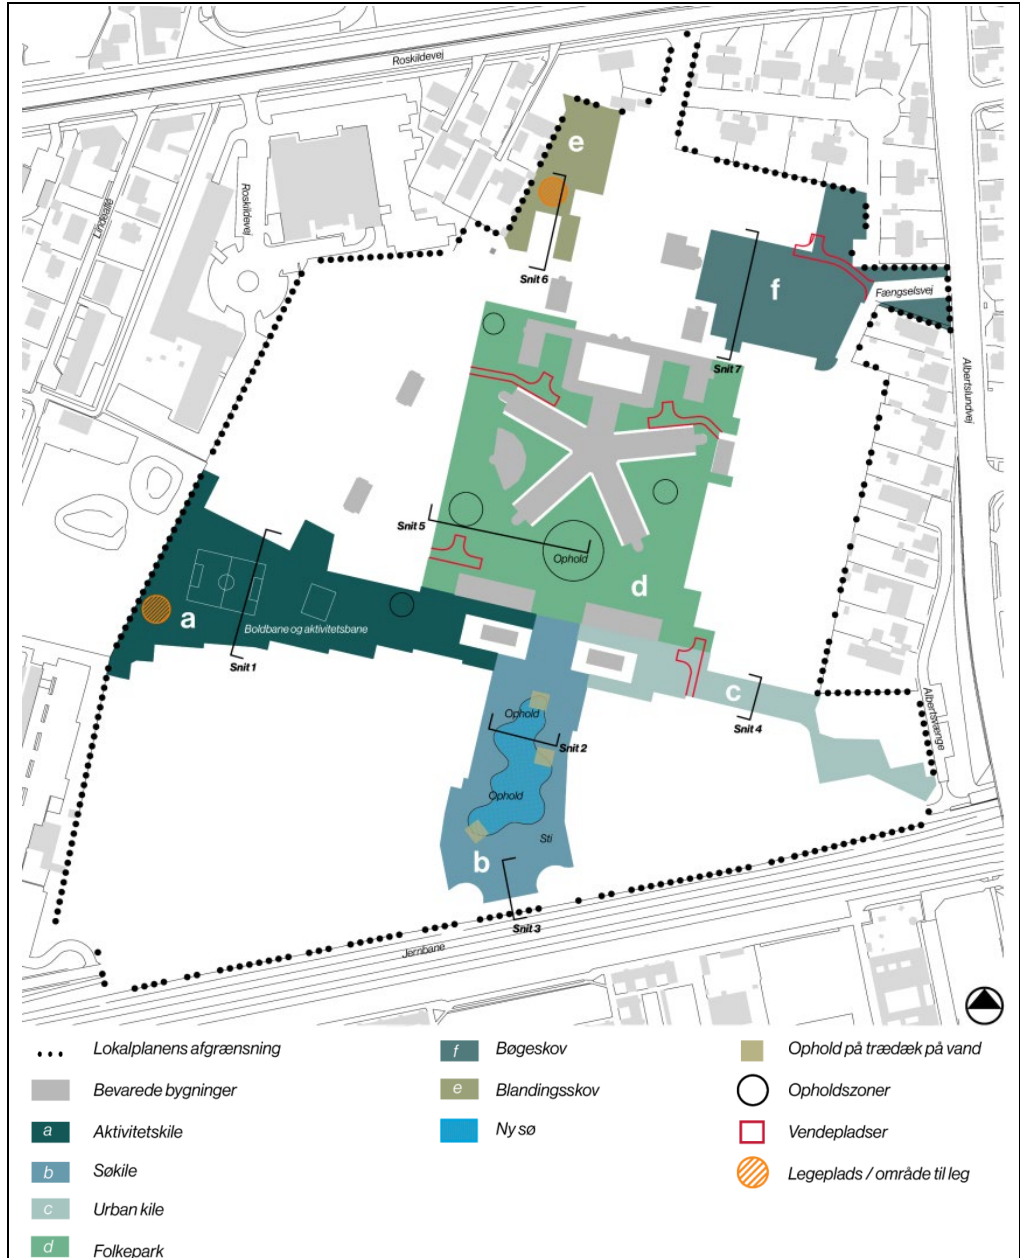 Roskildevej
e
Lindeallé
Roskildevej
Snit 6
f
Fængselsvej
Snit 7
Albertslundvej
Snit 5
Ophold
d
a
Boldbane og aktivitetsbane
Snit 1
c
Snit 4
Albertsvænge
Ophold
Snit 2
Ophold
Sti
b
Snit 3
Jernbane
Lokalplanens afgrænsning
Bevarede bygninger
a Aktivitetskile
b Søkile
c Urban kile
d Folkepark
f Bøgeskov
e Blandingsskov
Ny sø
Ophold på trædæk på vand
Opholdszoner
Vendepladser
Legeplads / område til leg